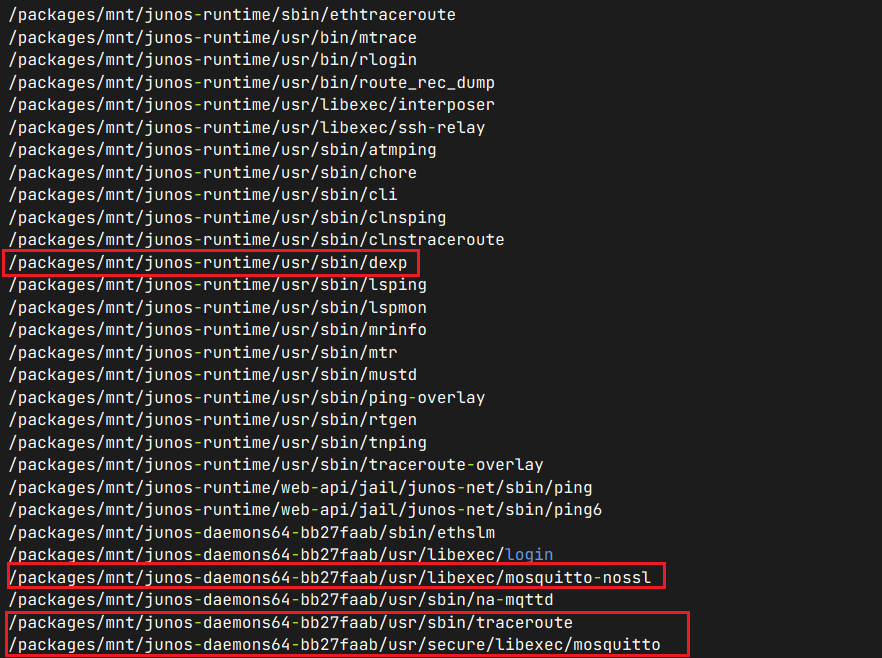 /packages/mnt/junos-runtime/sbin/ethtraceroute
/packages/mnt/junos-runtime/usr/bin/mtrace
/packages/mnt/junos-runtime/usr/bin/rlogin
/packages/mnt/junos-runtime/usr/bin/route_rec_dump
/packages/mnt/junos-runtime/usr/libexec/interposer
/packages/mnt/junos-runtime/usr/libexec/ssh-relay
/packages/mnt/junos-runtime/usr/sbin/atmping
/packages/mnt/junos-runtime/usr/sbin/chore
/packages/mnt/junos-runtime/usr/sbin/cli
/packages/mnt/junos-runtime/usr/sbin/clnsping
/packages/mnt/junos-runtime/usr/sbin/clnstraceroute
/packages/mnt/junos-runtime/usr/sbin/dexp
/packages/mnt/junos-runtime/usr/sbin/lsping
/packages/mnt/junos-runtime/usr/sbin/lspmon
/packages/mnt/junos-runtime/usr/sbin/mrinfo
/packages/mnt/junos-runtime/usr/sbin/mtr
/packages/mnt/junos-runtime/usr/sbin/mustd
/packages/mnt/junos-runtime/usr/sbin/ping-overlay
/packages/mnt/junos-runtime/usr/sbin/rtgen
/packages/mnt/junos-runtime/usr/sbin/tnping
/packages/mnt/junos-runtime/usr/sbin/traceroute-overlay
/packages/mnt/junos-runtime/web-api/jail/junos-net/sbin/ping
/packages/mnt/junos-runtime/web-api/jail/junos-net/sbin/ping6
/packages/mnt/junos-daemons64-bb27faab/sbin/ethslm
/packages/mnt/junos-daemons64-bb27faab/usr/libexec/login
/packages/mnt/junos-daemons64-bb27faab/usr/libexec/mosquitto-nossl
/packages/mnt/junos-daemons64-bb27faab/usr/sbin/na-mqttd
/packages/mnt/junos-daemons64-bb27faab/usr/sbin/traceroute
/packages/mnt/junos-daemons64-bb27faab/usr/secure/libexec/mosquitto